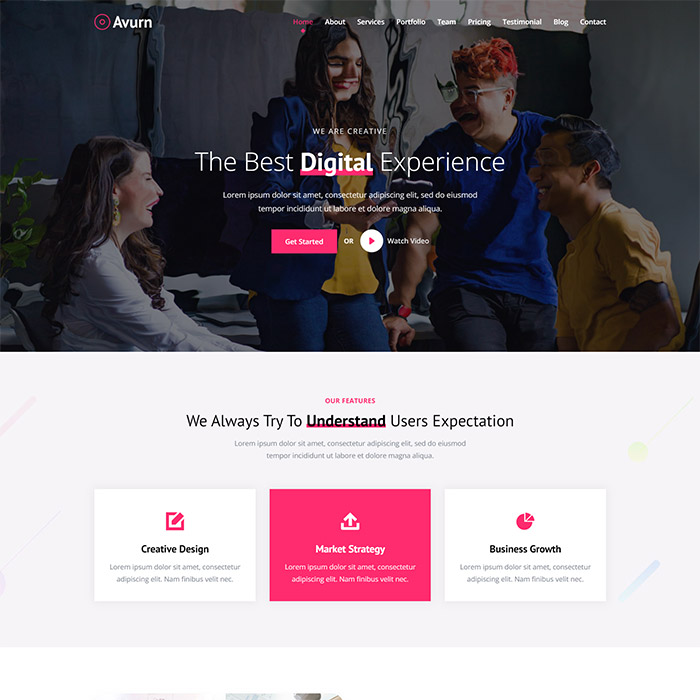 Avurn
Home About Services Portfolio Team Pricing Testimonial Blog Contact
WE ARE CREATIVE
The Best Digital Experience
Lorem ipsum dolor sit amet, consectetur adipiscing elit, sed do eiusmod
tempor incididunt ut labore et dolore magna aliqua.
Get Started OR Watch Video
OUR FEATURES
We Always Try To Understand Users Expectation
Lorem ipsum dolor sit amet, consectetur adipiscing elit, sed do eiusmod
tempor incididunt ut labore et dolore magna aliqua.
Creative Design
Lorem ipsum dolor sit amet, consectetur
adipiscing elit. Nam finibus velit nec.
Market Strategy
Lorem ipsum dolor sit amet, consectetur
adipiscing elit. Nam finibus velit nec.
Business Growth
Lorem ipsum dolor sit amet, consectetur
adipiscing elit. Nam finibus velit nec.